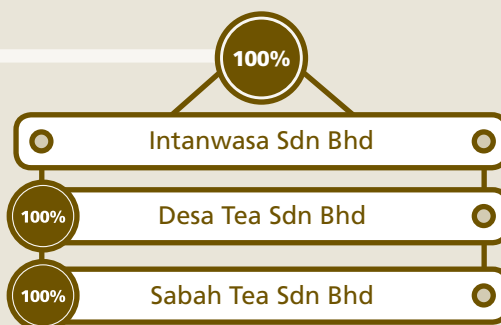 100%
Intanwasa Sdn Bhd
100% Desa Tea Sdn Bhd
100% Sabah Tea Sdn Bhd